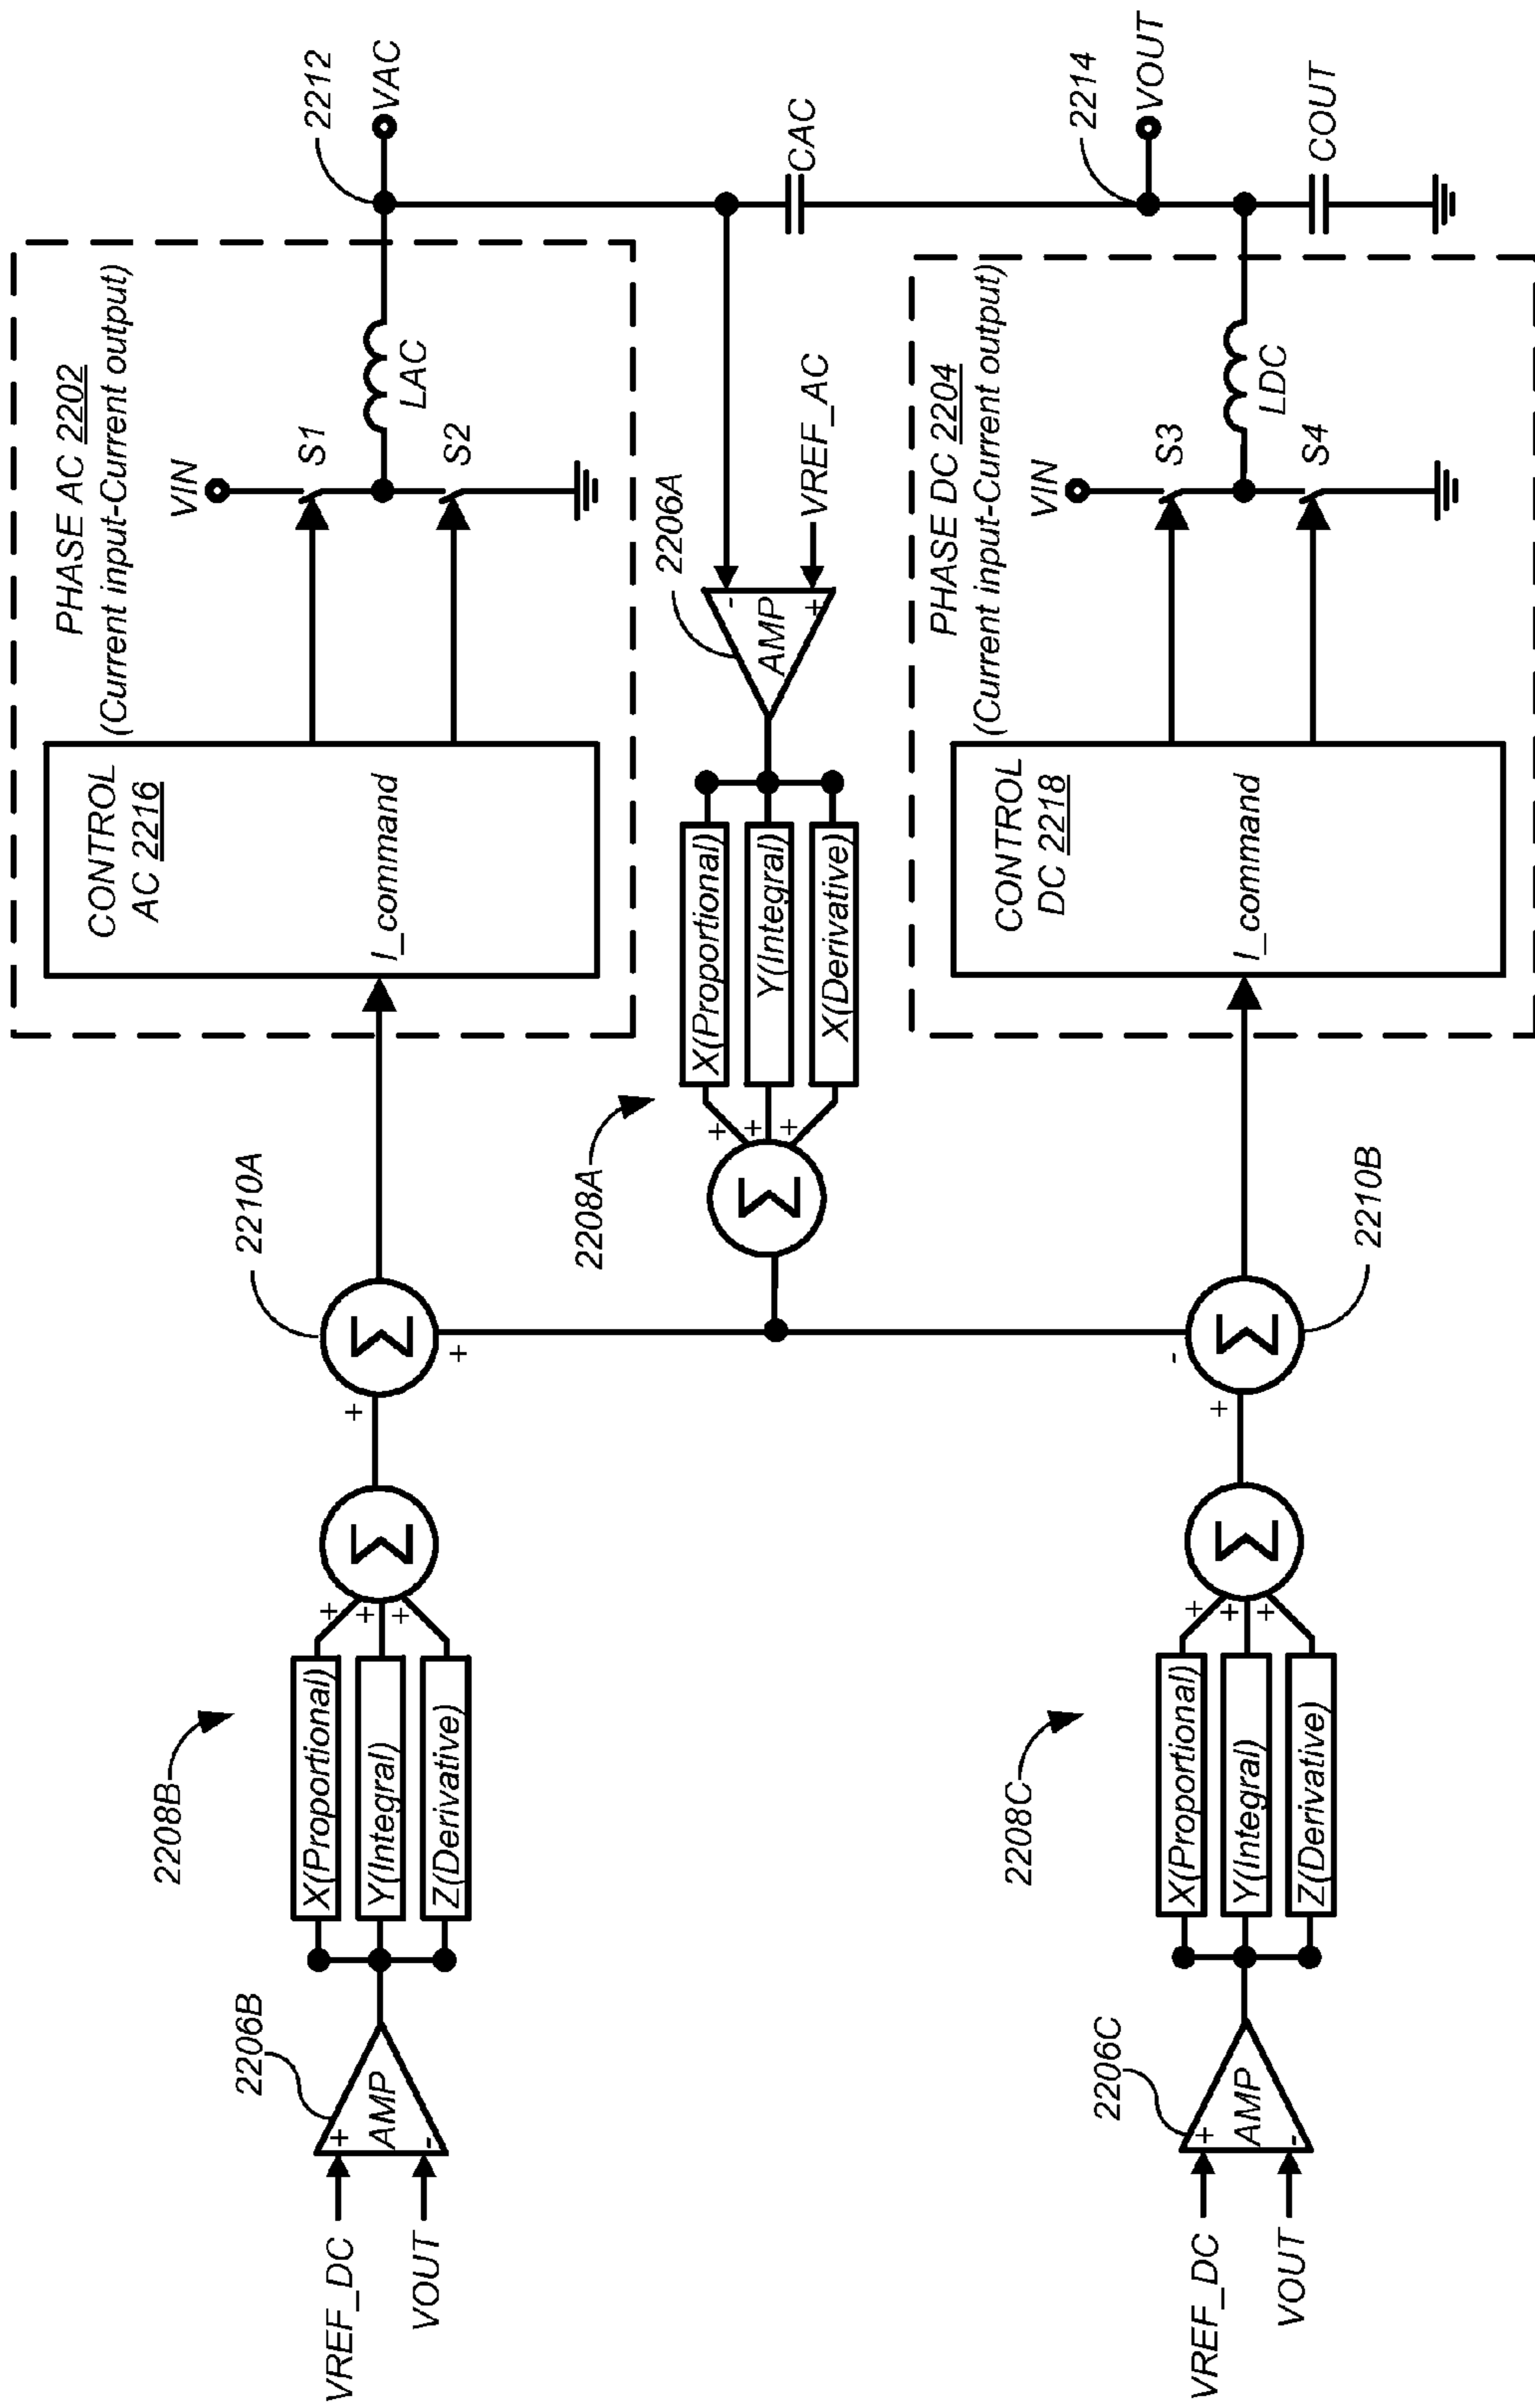 PHASE AC 2202
(Current input-Current output)
CONTROL
AC 2216
I_command
VIN
S1
S2
LAC
2212
VAC
2210A
2208B
X(Proportional)
Y(Integral)
Z(Derivative)
+
+
+
Σ
+
Σ
+
2206B
AMP
+
-
VREF_DC
VOUT
2208A
X(Proportional)
Y(Integral)
X(Derivative)
+
+
+
Σ
2206A
AMP
-
+
VREF_AC
CAC
PHASE DC 2204
(Current input-Current output)
CONTROL
DC 2218
I_command
VIN
S3
S4
LDC
2214
VOUT
COUT
2210B
-
+
Σ
2208C
X(Proportional)
Y(Integral)
Z(Derivative)
+
+
+
Σ
2206C
AMP
+
-
VREF_DC
VOUT